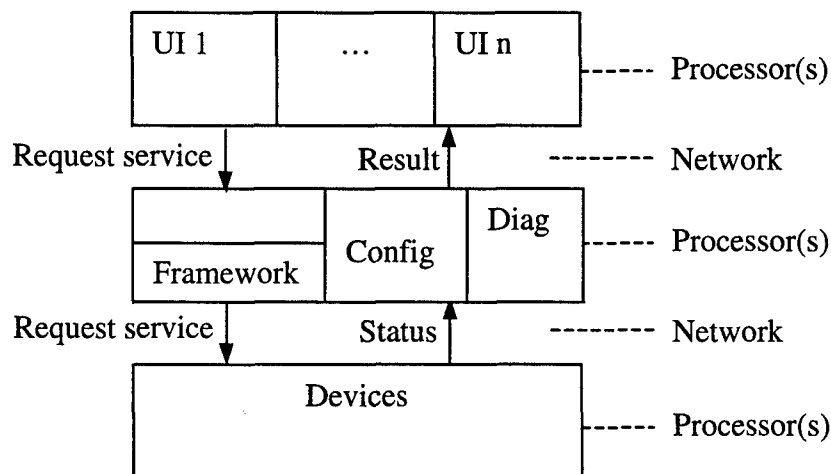 UI 1
...
UI n
Processor(s)
Request service
Result
Network
Diag
Config
Processor(s)
Framework
Request service
Status
Network
Devices
Processor(s)